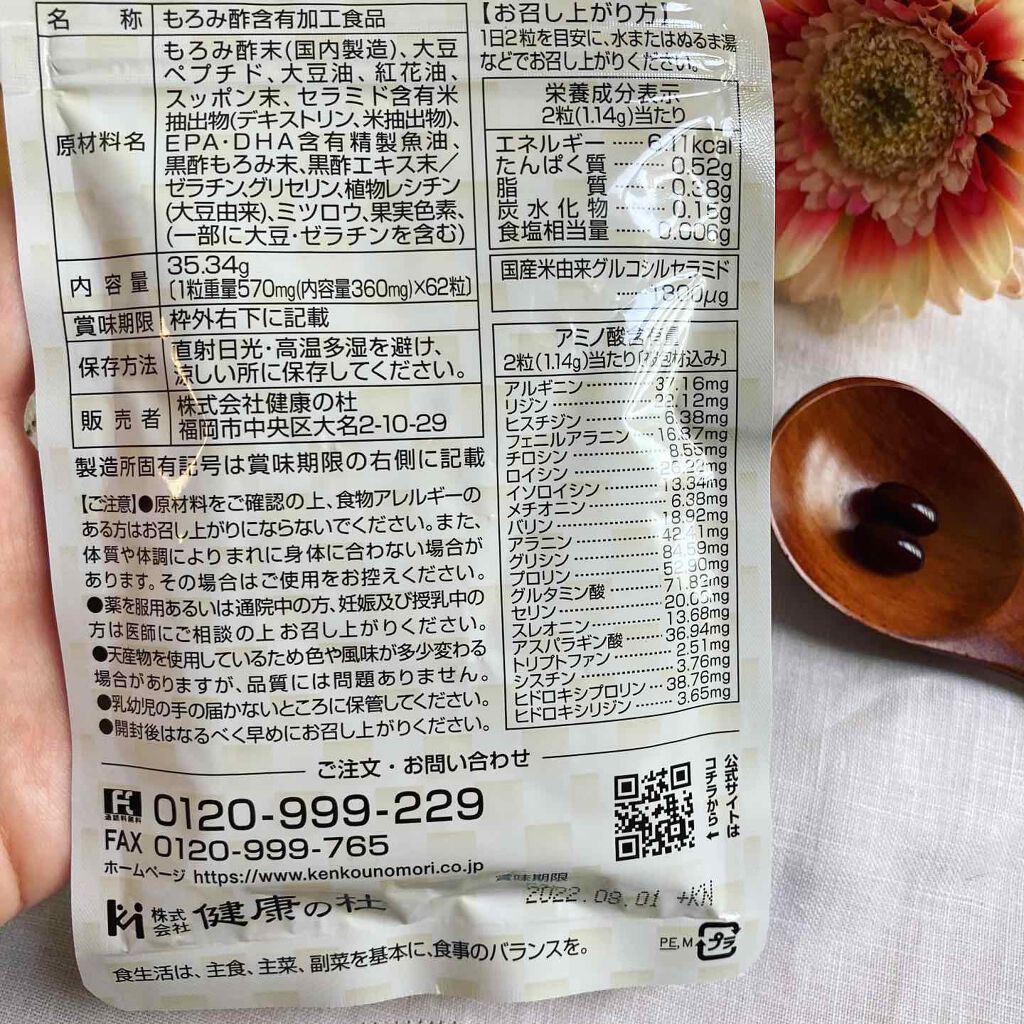 名称 もろみ酢含有加工食品
原材料名
もろみ酢末(国内製造)、大豆
ペプチド、大豆油、紅花油、
スッポン末、セラミド含有米
抽出物(デキストリン、米抽出物)、
EPA・DHA含有精製魚油、
黒酢もろみ末、黒酢エキス末/
ゼラチン、グリセリン、植物レシチン
(大豆由来)、ミツロウ、果実色素、
(一部に大豆・ゼラチンを含む)
内容量 35.34g
〔1粒重量570mg(内容量360mg)×62粒〕
賞味期限 枠外右下に記載
保存方法 直射日光・高温多湿を避け、
涼しい所に保存してください。
販売者 株式会社健康の杜
福岡市中央区大名2-10-29
製造所固有記号は賞味期限の右側に記載
【ご注意】●原材料をご確認の上、食物アレルギーの
ある方はお召し上がりにならないでください。また、
体質や体調によりまれに身体に合わない場合が
あります。その場合はご使用をお控えください。
●薬を服用あるいは通院中の方、妊娠及び授乳中の
方は医師にご相談の上お召し上がりください。
●天産物を使用しているため色や風味が多少変わる
場合がありますが、品質には問題ありません。
●乳幼児の手の届かないところに保管してください。
●開封後はなるべく早めにお召し上がりください。
【お召し上がり方】
1日2粒を目安に、水またはぬるま湯
などでお召し上がりください。
栄養成分表示
2粒(1.14g)当たり
エネルギー……6.41kcal
たんぱく質……0.52g
脂質……0.38g
炭水化物……0.15g
食塩相当量……0.006g
国産米由来グルコシルセラミド
……1800μg
アミノ酸含有量
2粒(1.14g)当たり
アルギニン……37.16mg
リジン……22.12mg
ヒスチジン……6.38mg
フェニルアラニン……16.37mg
チロシン……8.55mg
ロイシン
イソロイシン……13.34mg
メチオニン……6.38mg
バリン……18.92mg
アラニン……42.41mg
グリシン……84.59mg
プロリン……52.90mg
グルタミン酸……71.82mg
セリン
スレオニン……13.68mg
アスパラギン酸……36.94mg
トリプトファン……2.51mg
シスチン……3.76mg
ヒドロキシプロリン……38.76mg
ヒドロキシリジン……3.65mg
ご注文・お問い合わせ
0120-999-229
FAX 0120-999-765
ホームページ https://www.kenkounomori.co.jp
公式サイトは
コチラから
賞味期限
2022.08.01 +KN
株式会社 健康の杜
PE,M プラ
食生活は、主食、主菜、副菜を基本に、食事のバランスを。